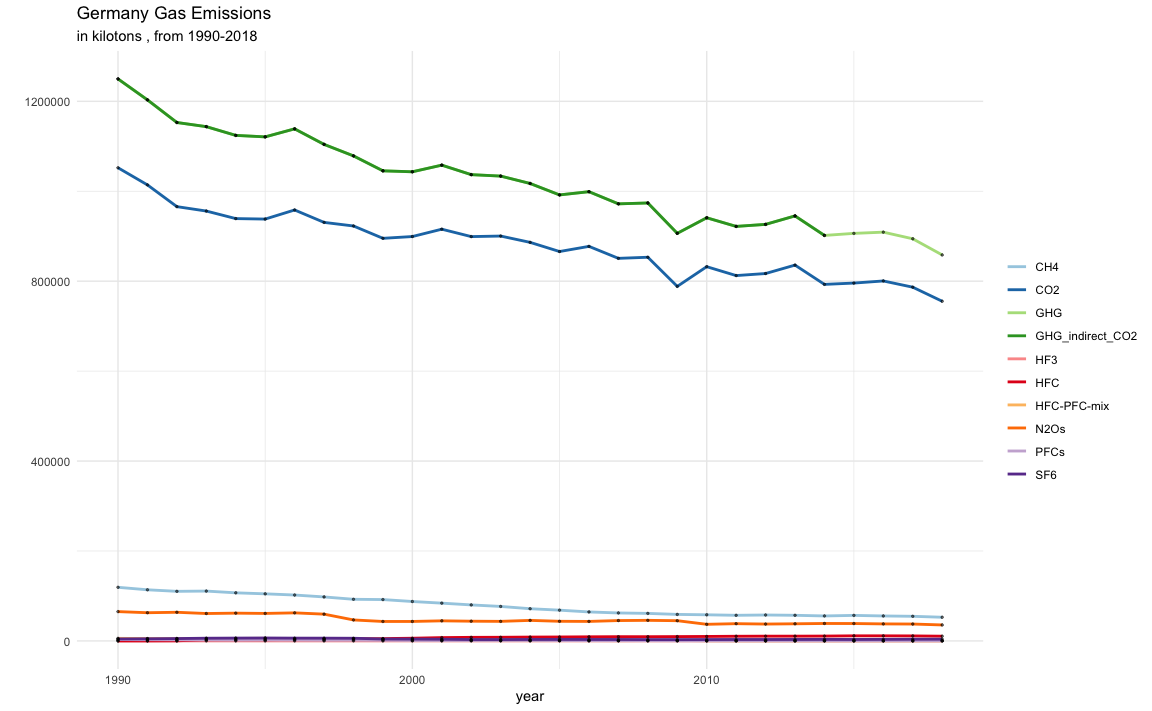 Germany Gas Emissions
in kilotons , from 1990-2018
1200000
800000
400000
0
1990
2000
2010
year
CH4
CO2
GHG
GHG_indirect_CO2
HF3
HFC
HFC-PFC-mix
N2Os
PFCs
SF6